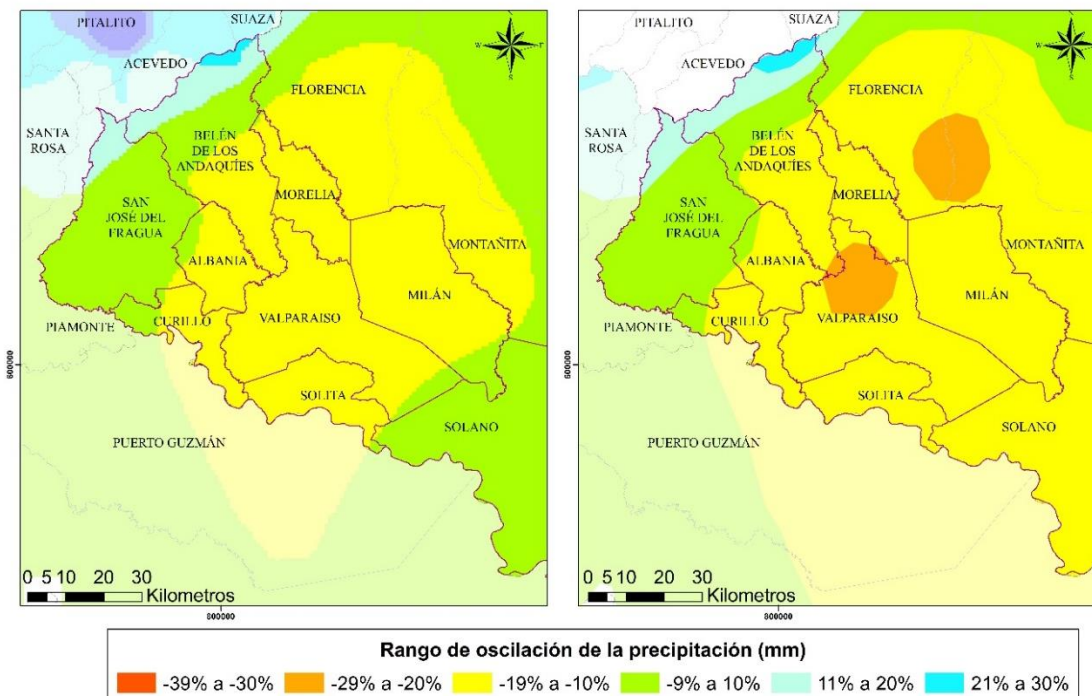 PITALITO
SUAZA
ACEVEDO
FLORENCIA
SANTA
ROSA
BELÉN
DE LOS
ANDAQUÍES
MORELIA
SAN
JOSÉ DEL
FRAGUA
MONTAÑITA
ALBANIA
MILÁN
PIAMONTE
CURILLO
VALPARAISO
SOLITA
SOLANO
PUERTO GUZMÁN
600000
0 5 10 20 30
Kilometros
800000
PITALITO
SUAZA
ACEVEDO
FLORENCIA
SANTA
ROSA
BELÉN
DE LOS
ANDAQUÍES
MORELIA
SAN
JOSÉ DEL
FRAGUA
MONTAÑITA
ALBANIA
MILÁN
PIAMONTE
CURILLO
VALPARAISO
SOLITA
SOLANO
PUERTO GUZMÁN
600000
0 5 10 20 30
Kilometros
800000
Rango de oscilación de la precipitación (mm)
-39% a -30% -29% a -20% -19% a -10% -9% a 10% 11% a 20% 21% a 30%